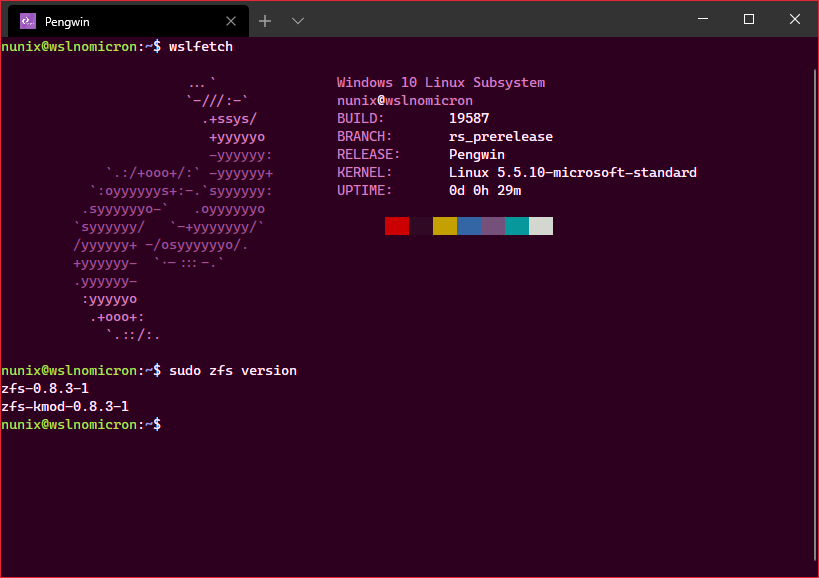 Pengwin
nunix@wslnomicron:~$ wslfetch
...`                Windows 10 Linux Subsystem
`-///:-`            nunix@wslnomicron
.+ssys/           BUILD:        19587
+yyyyyo           BRANCH:       rs_prerelease
-yyyyyy:          RELEASE:      Pengwin
`.:/+ooo+/:` -yyyyyy+          KERNEL:       Linux 5.5.10-microsoft-standard
`:oyyyyyys+:-.`syyyyyy:          UPTIME:       0d 0h 29m
.syyyyyyo-`   .oyyyyyyo
`syyyyyy/   `-+yyyyyyy/`
/yyyyyy+ -/osyyyyyyo/.
+yyyyyy-  `.-:::-.`
.yyyyyy-
:yyyyyo
.+ooo+:
`.::/:.
nunix@wslnomicron:~$ sudo zfs version
zfs-0.8.3-1
zfs-kmod-0.8.3-1
nunix@wslnomicron:~$